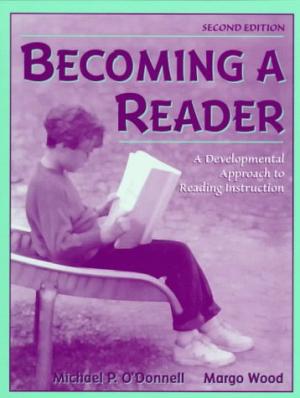 SECOND EDITION
BECOMING A
READER
A Developmental
Approach to
Reading Instruction
Michael P. O'Donnell Margo Wood